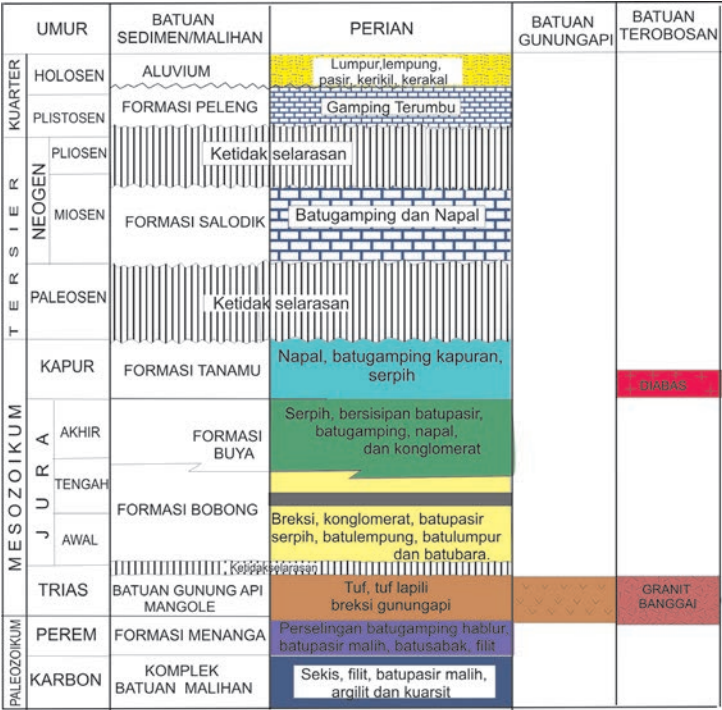 UMUR
BATUAN
SEDIMEN/MALIHAN
PERIAN
BATUAN
GUNUNGAPI
BATUAN
TEROBOSAN
KUARTER
HOLOSEN
ALUVIUM
Lumpur,lempung,
pasir, kerikil, kerakal
PLISTOSEN
FORMASI PELENG
Gamping Terumbu
TERSIER
NEOGEN
PLIOSEN
Ketidak selarasan
MIOSEN
FORMASI SALODIK
Batugamping dan Napal
PALEOSEN
Ketidak selarasan
MESOZOIKUM
KAPUR
FORMASI TANAMU
Napal, batugamping kapuran,
serpih
DIABAS
JURA
AKHIR
FORMASI
BUYA
Serpih, bersisipan batupasir,
batugamping, napal,
dan konglomerat
TENGAH
FORMASI BOBONG
AWAL
Breksi, konglomerat, batupasir
serpih, batulempung, batulumpur
dan batubara.
Ketidakselarasan
TRIAS
BATUAN GUNUNG API
MANGOLE
Tuf, tuf lapili
breksi gunungapi
GRANIT
BANGGAI
PALEOZOIKUM
PEREM
FORMASI MENANGA
Perselingan batugamping hablur,
batupasir malih, batusabak, filit
KARBON
KOMPLEK
BATUAN MALIHAN
Sekis, filit, batupasir malih,
argilit dan kuarsit